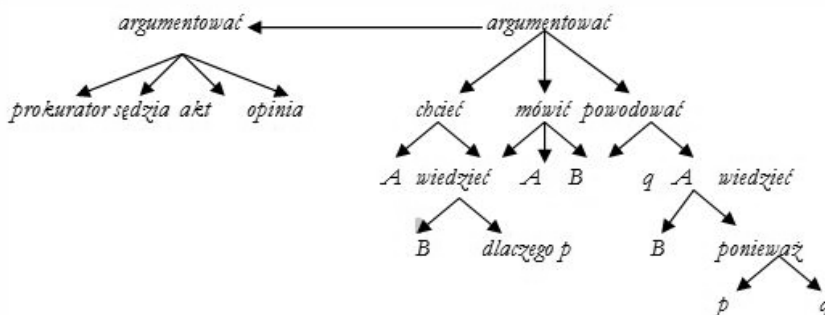 argumentować argumentować
prokurator sędzia akt opinia chcieć mówić powodować
A wiedzieć A B q A wiedzieć
B dlaczego p B ponieważ
p q